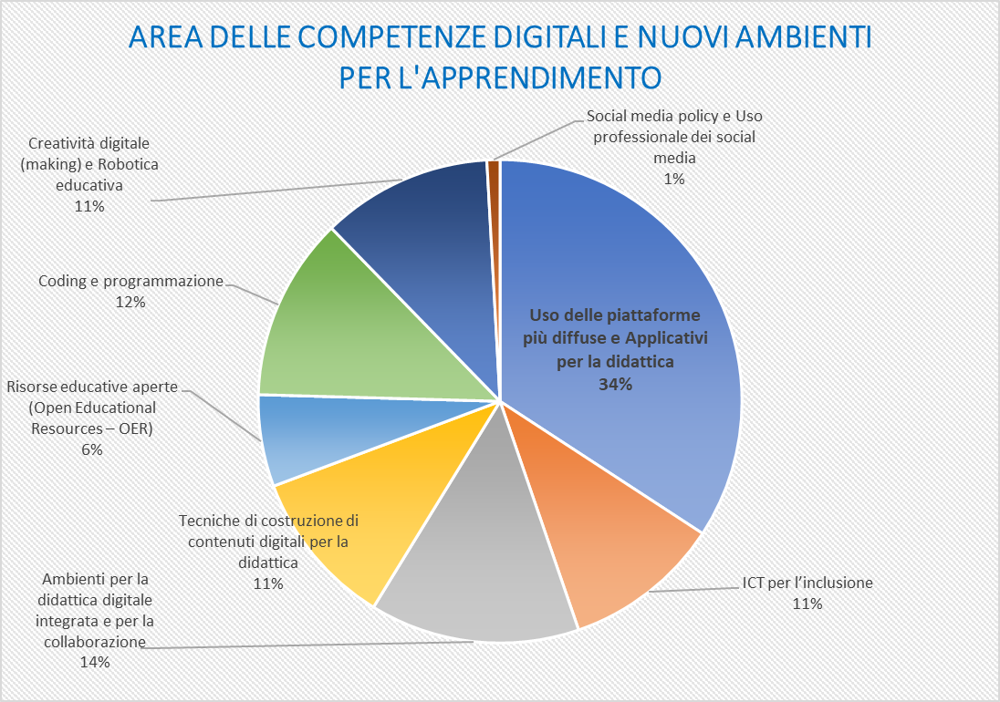 AREA DELLE COMPETENZE DIGITALI E NUOVI AMBIENTI
PER L'APPRENDIMENTO
Social media policy e Uso
professionale dei social
media
1%
Creatività digitale
(making) e Robotica
educativa
11%
Coding e programmazione
12%
Uso delle piattaforme
più diffuse e Applicativi
per la didattica
34%
Risorse educative aperte
(Open Educational
Resources – OER)
6%
Tecniche di costruzione di
contenuti digitali per la
didattica
11%
Ambienti per la
didattica digitale
integrata e per la
collaborazione
14%
ICT per l’inclusione
11%